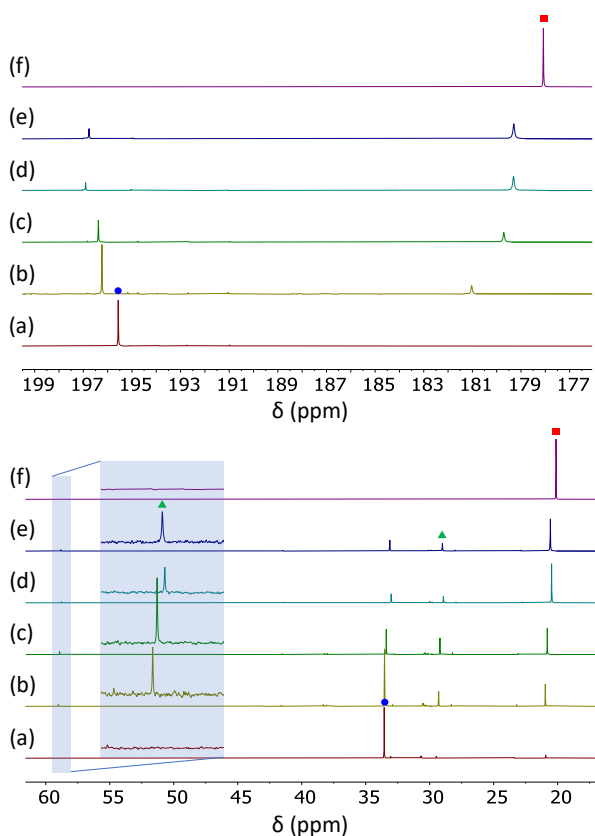 (f)
(e)
(d)
(c)
(b)
(a)
199 197 195 193 191 189 187 185 183 181 179 177
δ (ppm)
(f)
(e)
(d)
(c)
(b)
(a)
60 55 50 45 40 35 30 25 20
δ (ppm)